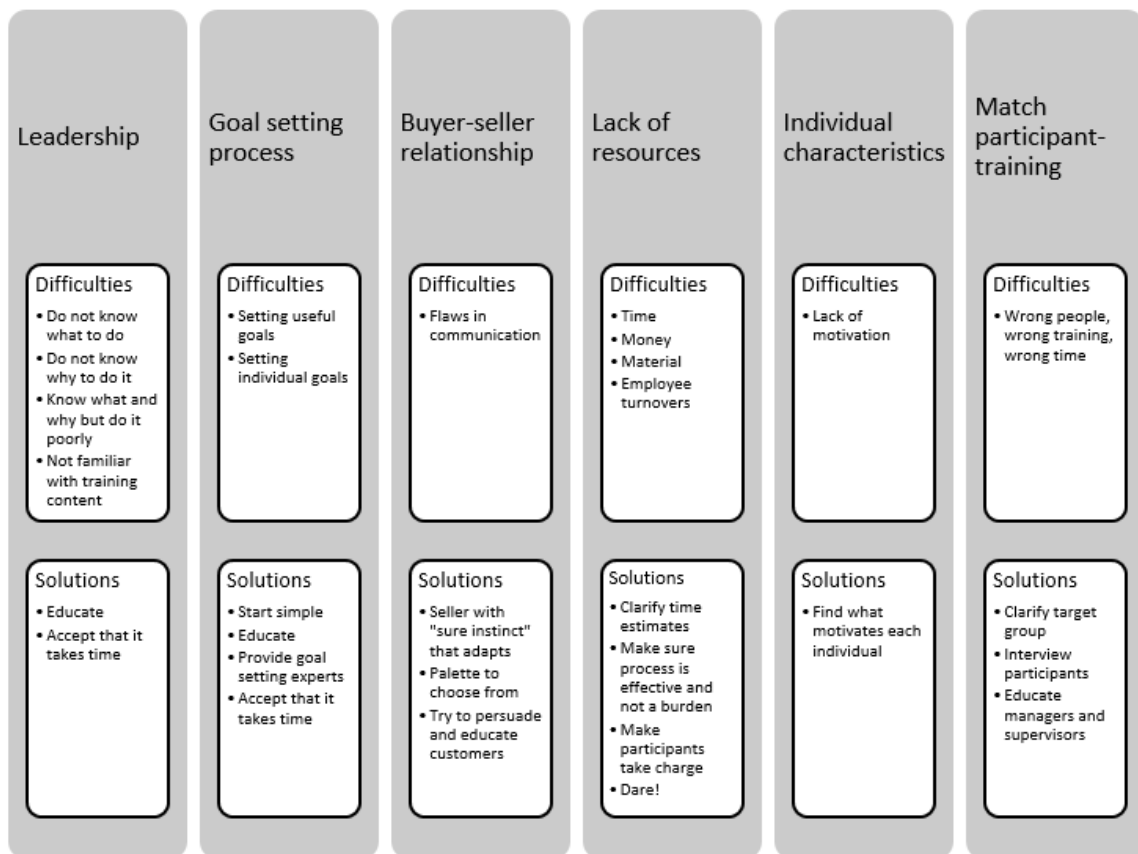 Leadership
Difficulties
• Do not know
what to do
• Do not know
why to do it
• Know what and
why but do it
poorly
• Not familiar
with training
content
Solutions
• Educate
• Accept that it
takes time
Goal setting
process
Difficulties
• Setting useful
goals
• Setting
individual goals
Solutions
• Start simple
• Educate
• Provide goal
setting experts
• Accept that it
takes time
Buyer-seller
relationship
Difficulties
• Flaws in
communication
Solutions
• Seller with
"sure instinct"
that adapts
• Palette to
choose from
• Try to persuade
and educate
customers
Lack of
resources
Difficulties
• Time
• Money
• Material
• Employee
turnovers
Solutions
• Clarify time
estimates
• Make sure
process is
effective and
not a burden
• Make
participants
take charge
• Dare!
Individual
characteristics
Difficulties
• Lack of
motivation
Solutions
• Find what
motivates each
individual
Match
participant-
training
Difficulties
• Wrong people,
wrong training,
wrong time
Solutions
• Clarify target
group
• Interview
participants
• Educate
managers and
supervisors